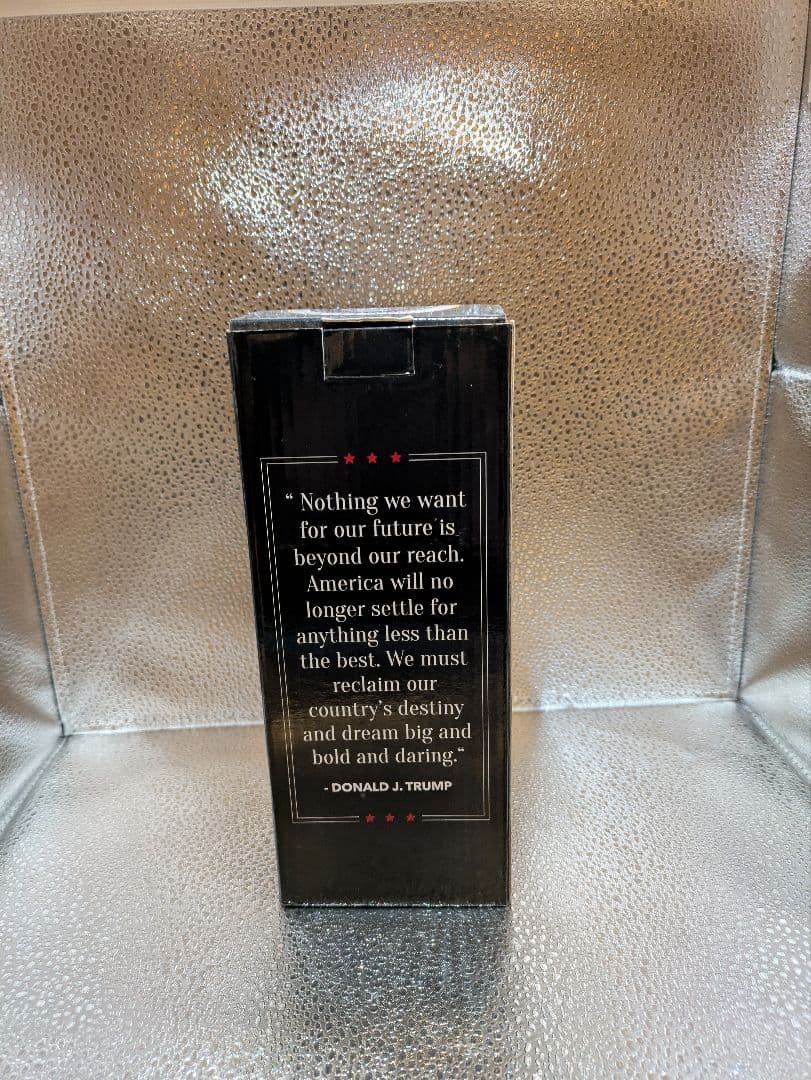 “ Nothing we want
for our future is
beyond our reach.
America will no
longer settle for
anything less than
the best. We must
reclaim our
country’s destiny
and dream big and
bold and daring.“
- DONALD J. TRUMP